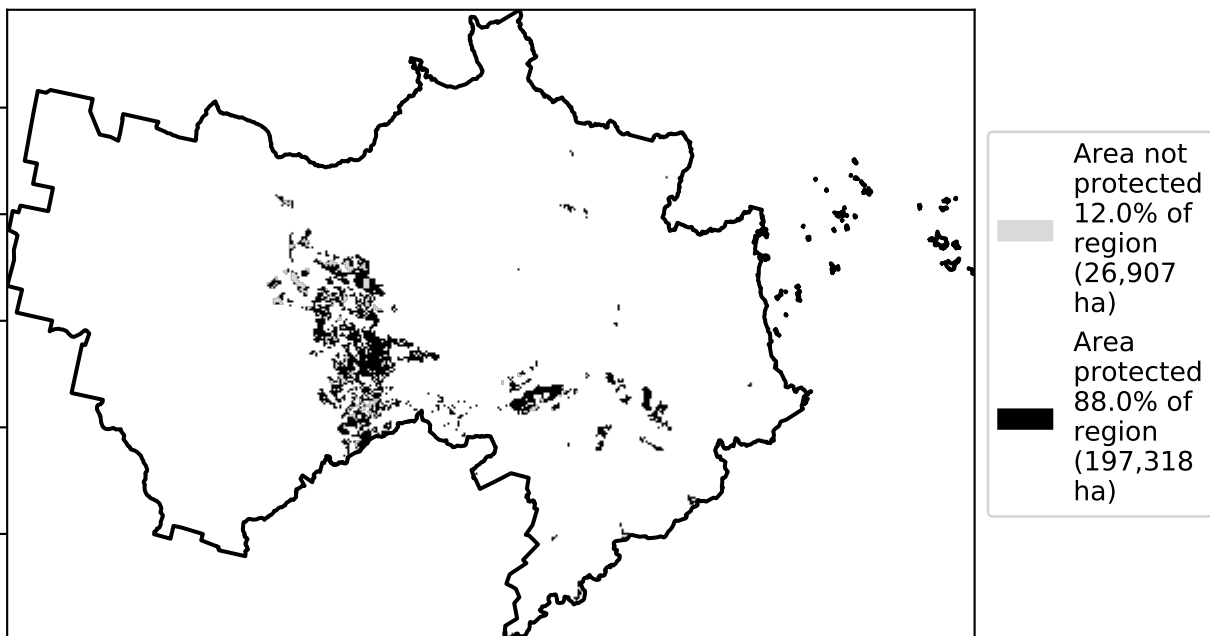 Area not
protected
12.0% of
region
(26,907
ha)
Area
protected
88.0% of
region
(197,318
ha)